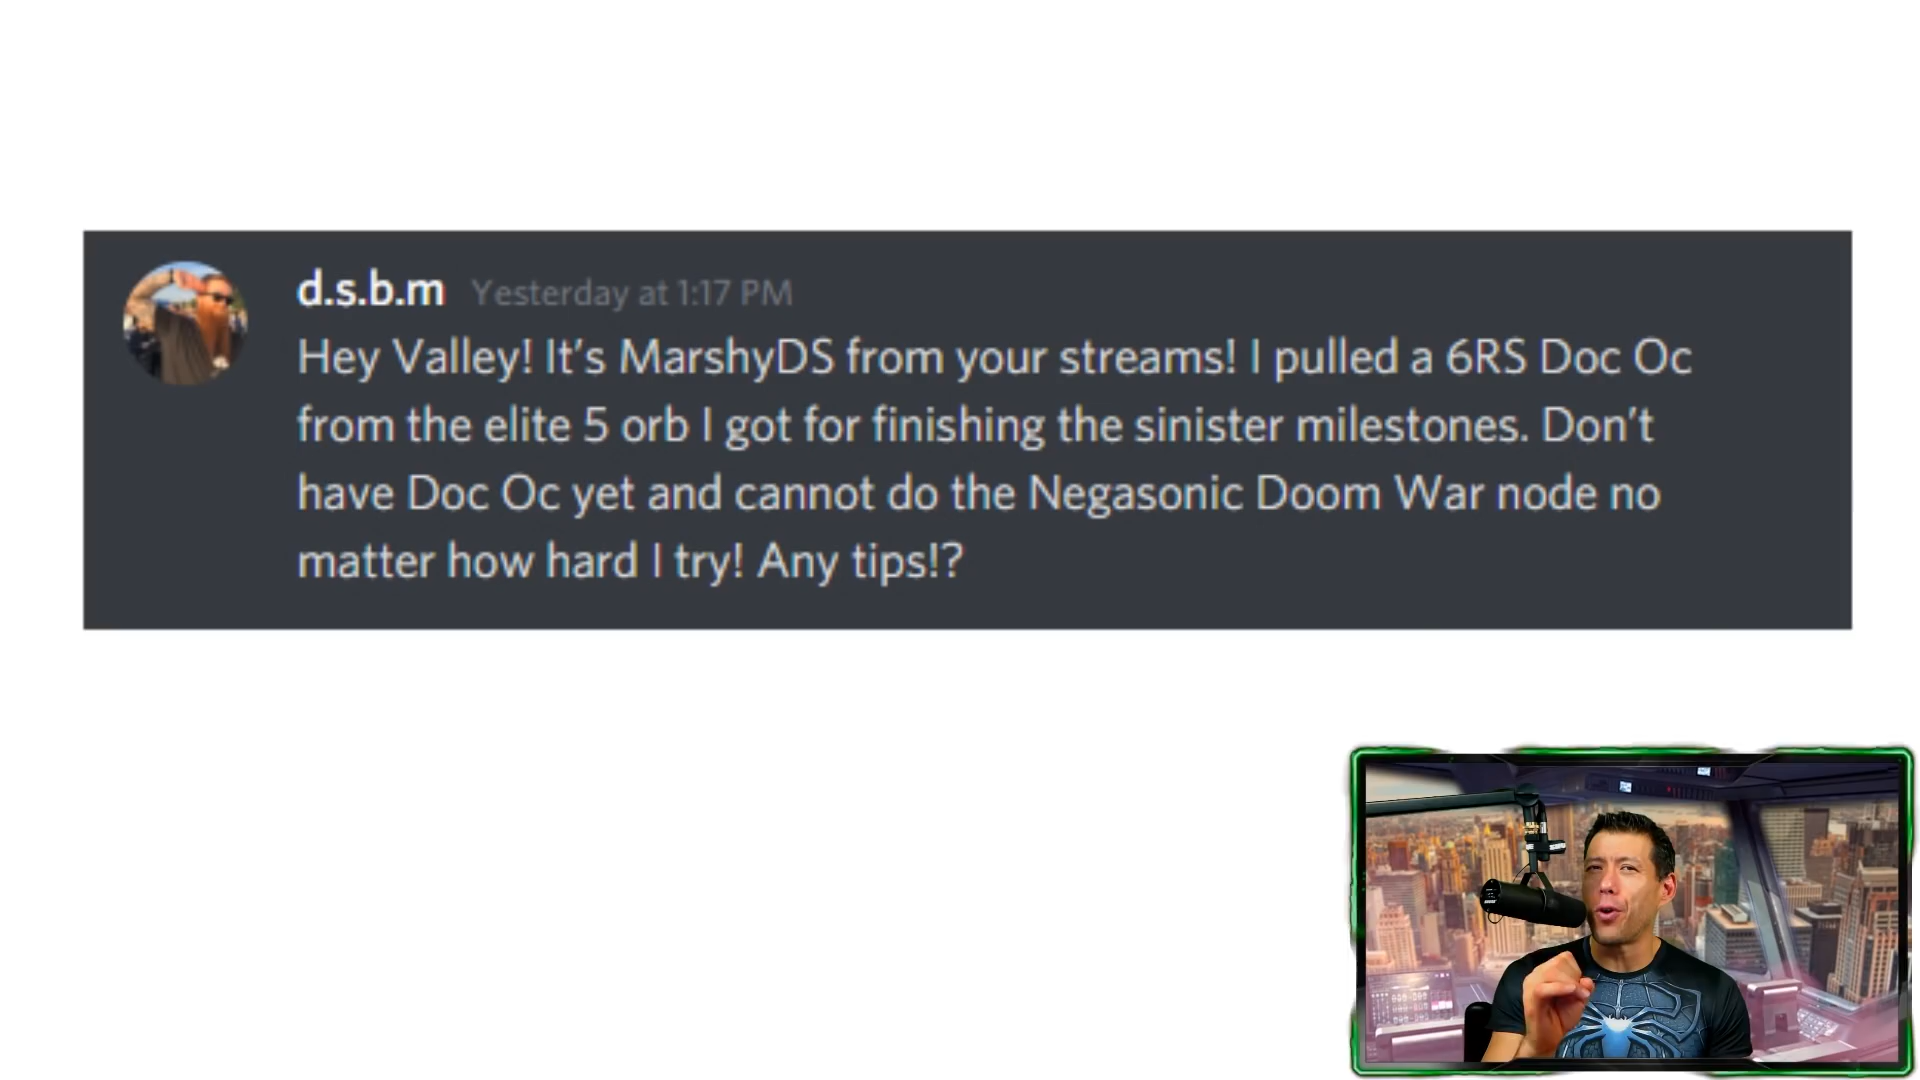 d.s.b.m Yesterday at 1:17 PM
Hey Valley! It's MarshyDS from your streams! I pulled a 6RS Doc Oc
from the elite 5 orb I got for finishing the sinister milestones. Don't
have Doc Oc yet and cannot do the Negasonic Doom War node no
matter how hard I try! Any tips!?